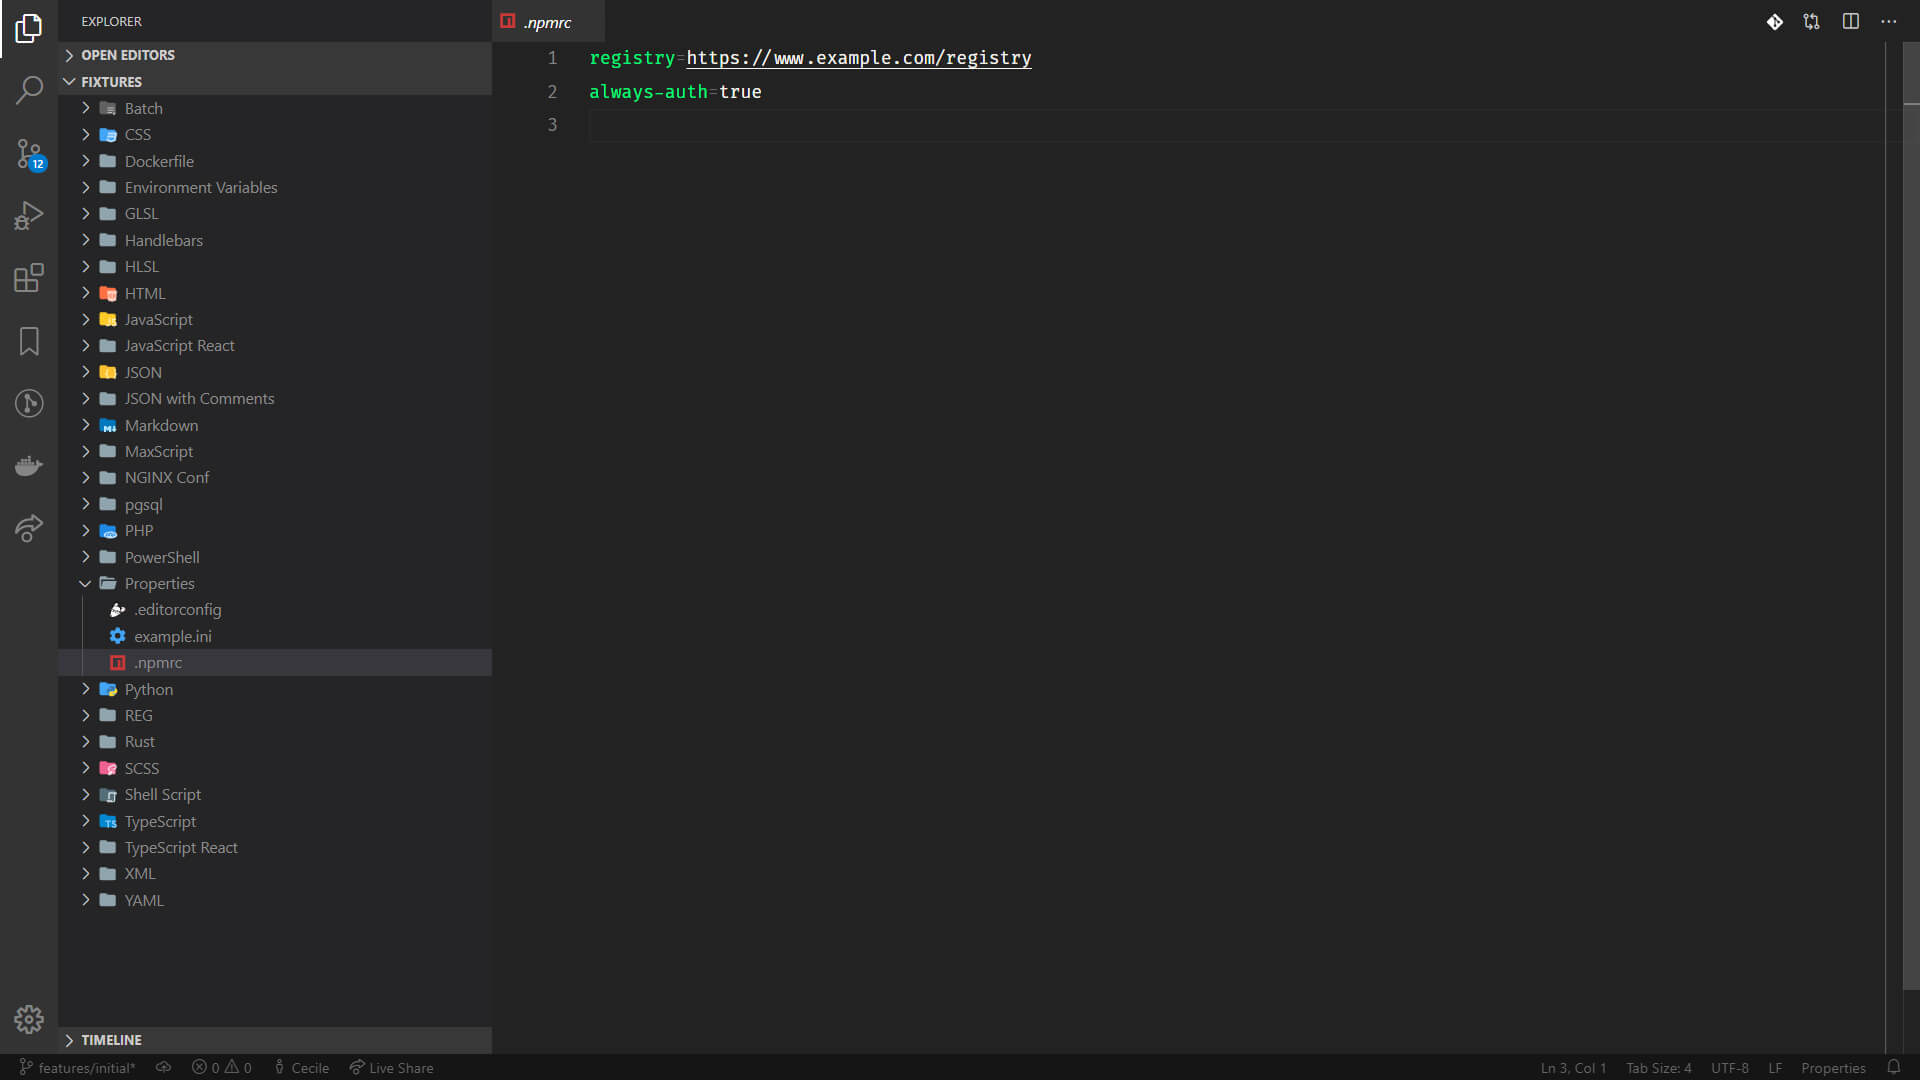 EXPLORER
OPEN EDITORS
FIXTURES
Batch
CSS
Dockerfile
Environment Variables
GLSL
Handlebars
HLSL
HTML
JavaScript
JavaScript React
JSON
JSON with Comments
Markdown
MaxScript
NGINX Conf
pgsql
PHP
PowerShell
Properties
.editorconfig
example.ini
.npmrc
Python
REG
Rust
SCSS
Shell Script
TypeScript
TypeScript React
XML
YAML
TIMELINE
12
.npmrc
1 registry=https://www.example.com/registry
2 always-auth=true
3
features/initial* 0 0 Cecile Live Share Ln 3, Col 1 Tab Size: 4 UTF-8 LF Properties